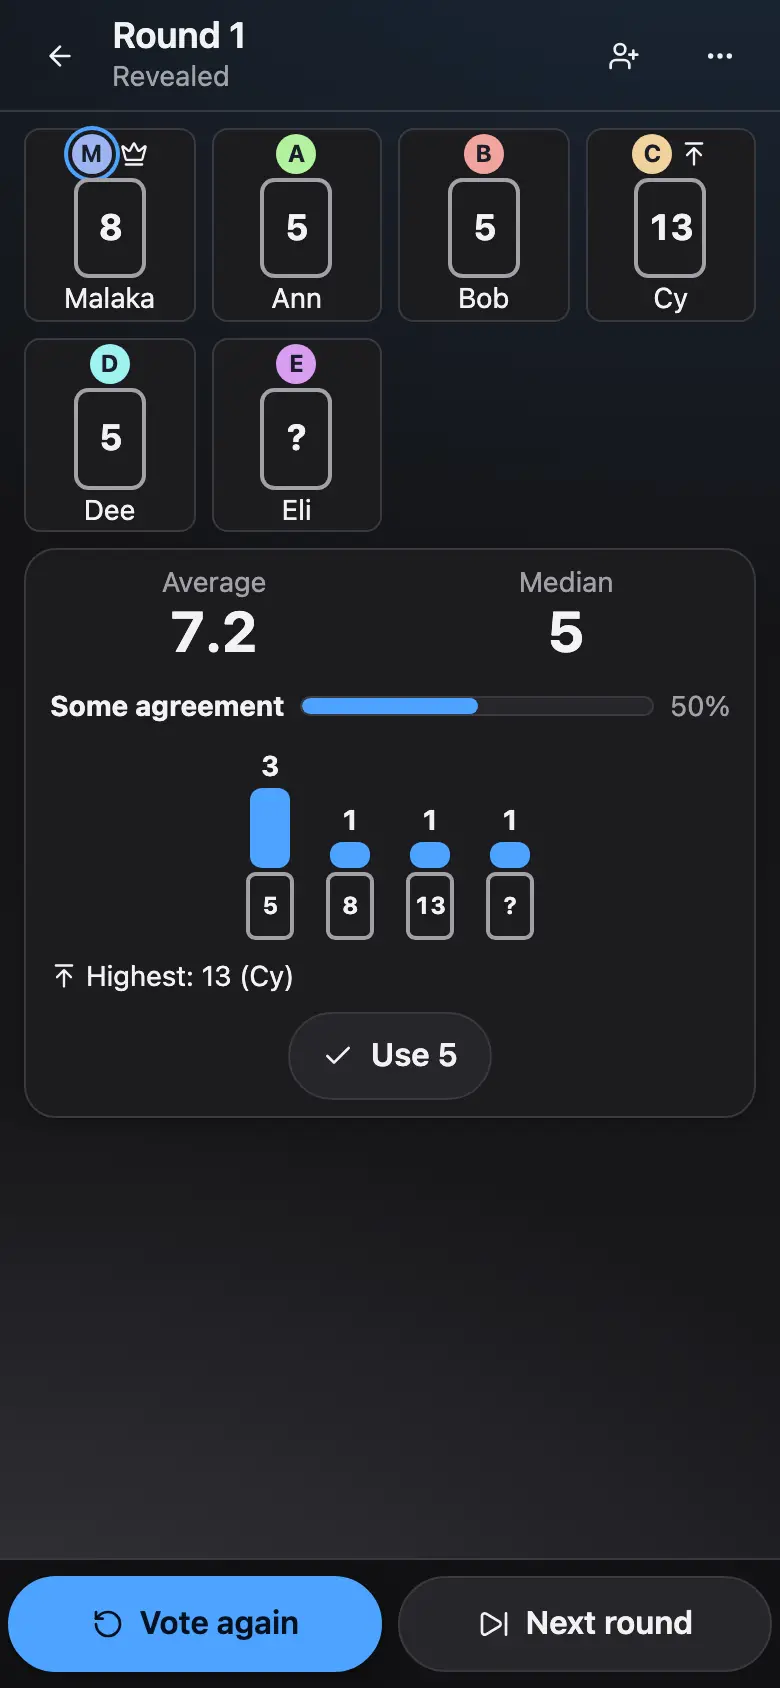 Round 1
Revealed
M
A
B
C
8
5
5
13
Malaka
Ann
Bob
Cy
D
E
5
?
Dee
Eli
Average
Median
7.2
5
Some agreement
50%
3
1
1
1
5
8
13
?
Highest: 13 (Cy)
Use 5
Vote again
Next round